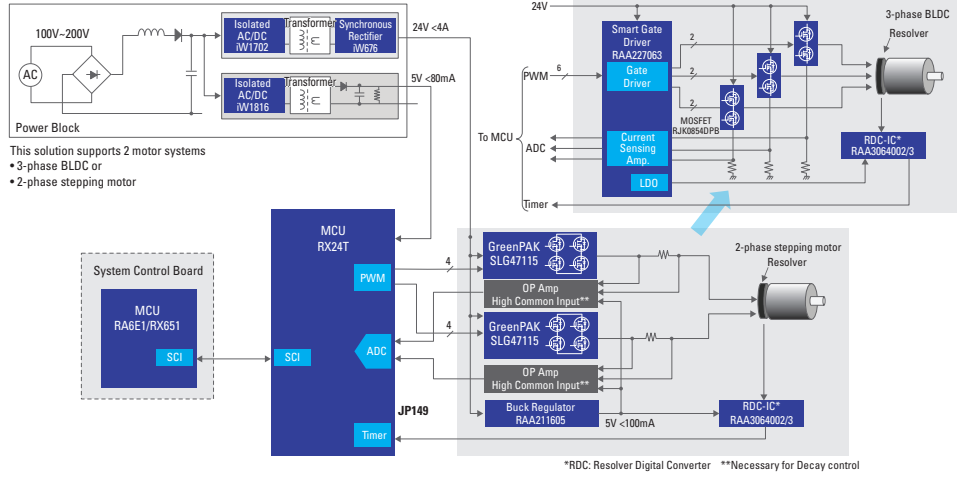 100V~200V
AC
Power Block
Isolated
AC/DC
iW1702
Transformer
Synchronous
Rectifier
iW676
24V <4A
Isolated
AC/DC
iW1816
Transformer
5V <80mA
This solution supports 2 motor systems
• 3-phase BLDC or
• 2-phase stepping motor
24V
Smart Gate
Driver
RAA227063
Gate
Driver
2
2
2
PWM
6
To MCU
ADC
Timer
MOSFET
RJK0854DPB
Current
Sensing
Amp.
LDO
3-phase BLDC
Resolver
RDC-IC*
RAA3064002/3
System Control Board
MCU
RA6E1/RX651
SCI
MCU
RX24T
PWM
SCI
ADC
Timer
JP149
4
4
GreenPAK
SLG47115
OP Amp
High Common Input**
GreenPAK
SLG47115
OP Amp
High Common Input**
Buck Regulator
RAA211605
5V <100mA
2-phase stepping motor
Resolver
RDC-IC*
RAA3064002/3
*RDC: Resolver Digital Converter **Necessary for Decay control